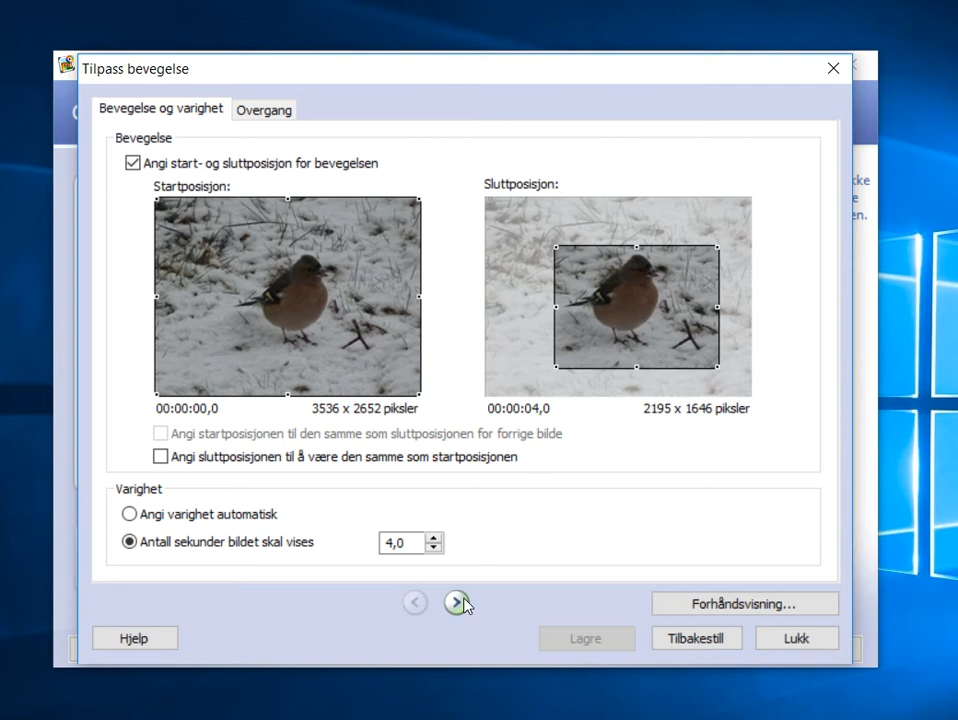 Tilpass bevegelse
Bevegelse og varighet
Overgang
kke
e
en.
Bevegelse
Angi start- og sluttposisjon for bevegelsen
Startposisjon:
Sluttposisjon:
00:00:00,0
3536 x 2652 piksler
00:00:04,0
2195 x 1646 piksler
Angi startposisjonen til den samme som sluttposisjonen for forrige bilde
Angi sluttposisjonen til å være den samme som startposisjonen
Varighet
Angi varighet automatisk
Antall sekunder bildet skal vises
4,0
Forhåndsvisning...
Hjelp
Lagre
Tilbakestill
Lukk